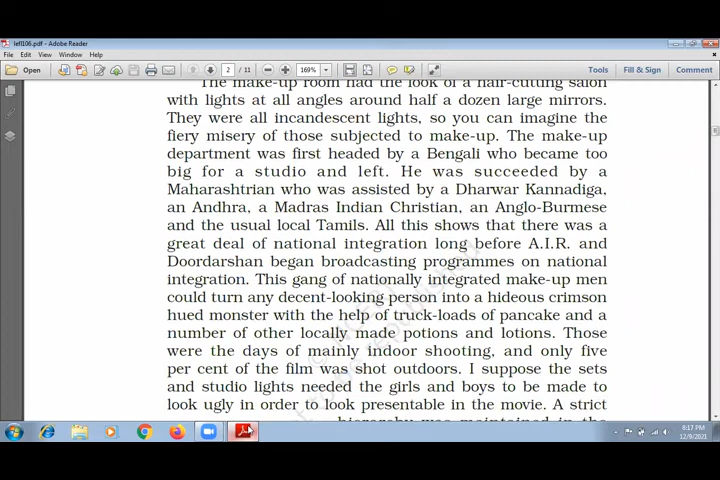 lefl106.pdf - Adobe Reader
File Edit View Window Help
Open 2 / 11 169% Tools Fill & Sign Comment
The make-up room had the look of a hair-cutting salon
with lights at all angles around half a dozen large mirrors.
They were all incandescent lights, so you can imagine the
fiery misery of those subjected to make-up. The make-up
department was first headed by a Bengali who became too
big for a studio and left. He was succeeded by a
Maharashtrian who was assisted by a Dharwar Kannadiga,
an Andhra, a Madras Indian Christian, an Anglo-Burmese
and the usual local Tamils. All this shows that there was a
great deal of national integration long before A.I.R. and
Doordarshan began broadcasting programmes on national
integration. This gang of nationally integrated make-up men
could turn any decent-looking person into a hideous crimson
hued monster with the help of truck-loads of pancake and a
number of other locally made potions and lotions. Those
were the days of mainly indoor shooting, and only five
per cent of the film was shot outdoors. I suppose the sets
and studio lights needed the girls and boys to be made to
look ugly in order to look presentable in the movie. A strict
hierarchy was maintained in the
8:17 PM
12/9/2021